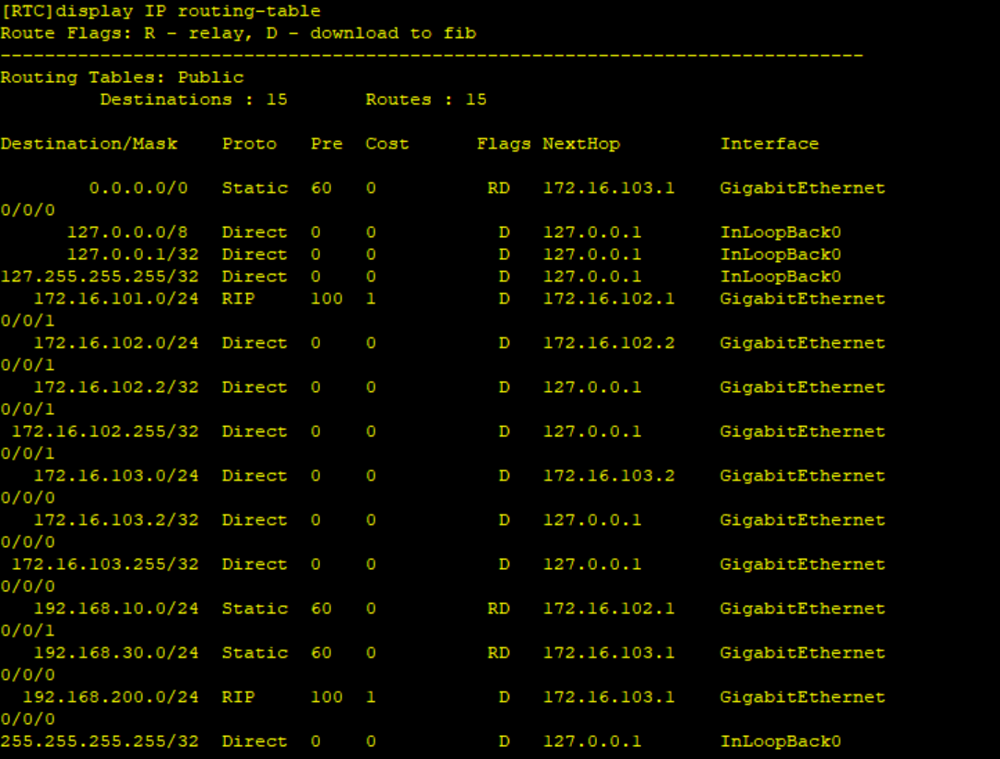 [RTC]display IP routing-table
Route Flags: R - relay, D - download to fib
------------------------------------------------------------------------------
Routing Tables: Public
         Destinations : 15       Routes : 15

Destination/Mask    Proto   Pre  Cost      Flags NextHop         Interface

        0.0.0.0/0   Static  60   0          RD   172.16.103.1    GigabitEthernet
0/0/0
      127.0.0.0/8   Direct  0    0           D   127.0.0.1       InLoopBack0
      127.0.0.1/32  Direct  0    0           D   127.0.0.1       InLoopBack0
127.255.255.255/32  Direct  0    0           D   127.0.0.1       InLoopBack0
   172.16.101.0/24  RIP     100  1           D   172.16.102.1    GigabitEthernet
0/0/1
   172.16.102.0/24  Direct  0    0           D   172.16.102.2    GigabitEthernet
0/0/1
   172.16.102.2/32  Direct  0    0           D   127.0.0.1       GigabitEthernet
0/0/1
 172.16.102.255/32  Direct  0    0           D   127.0.0.1       GigabitEthernet
0/0/1
   172.16.103.0/24  Direct  0    0           D   172.16.103.2    GigabitEthernet
0/0/0
   172.16.103.2/32  Direct  0    0           D   127.0.0.1       GigabitEthernet
0/0/0
 172.16.103.255/32  Direct  0    0           D   127.0.0.1       GigabitEthernet
0/0/0
   192.168.10.0/24  Static  60   0          RD   172.16.102.1    GigabitEthernet
0/0/1
   192.168.30.0/24  Static  60   0          RD   172.16.103.1    GigabitEthernet
0/0/0
  192.168.200.0/24  RIP     100  1           D   172.16.103.1    GigabitEthernet
0/0/0
255.255.255.255/32  Direct  0    0           D   127.0.0.1       InLoopBack0